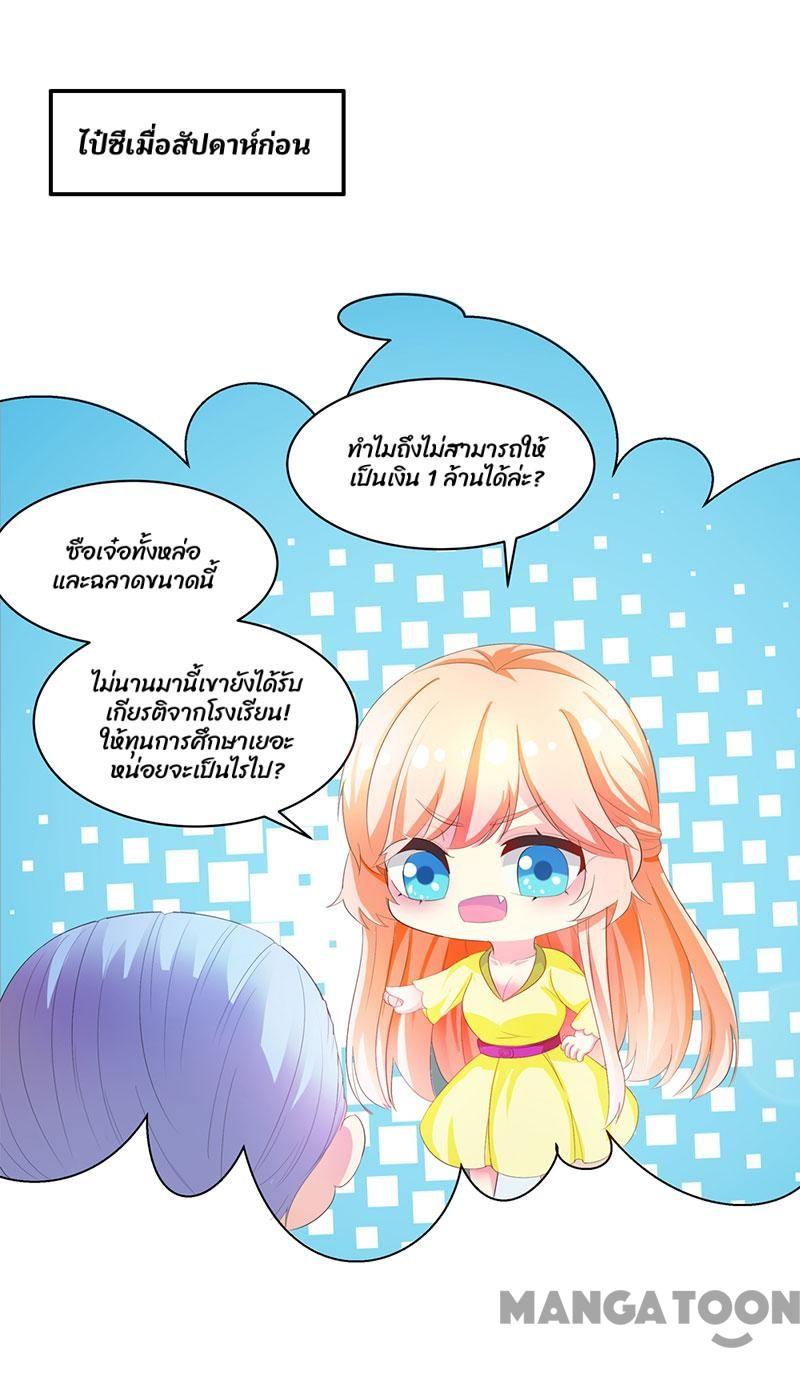 ไป๋ซีเมื่อสัปดาห์ก่อน
ทำไมถึงไม่สามารถให้
เป็นเงิน 1 ล้านได้ล่ะ?
ซือเจ๋อทั้งหล่อ
และฉลาดขนาดนี้
ไม่นานมานี้เขายังได้รับ
เกียรติจากโรงเรียน!
ให้ทุนการศึกษาเยอะ
หน่อยจะเป็นไรไป?
MANGATOON